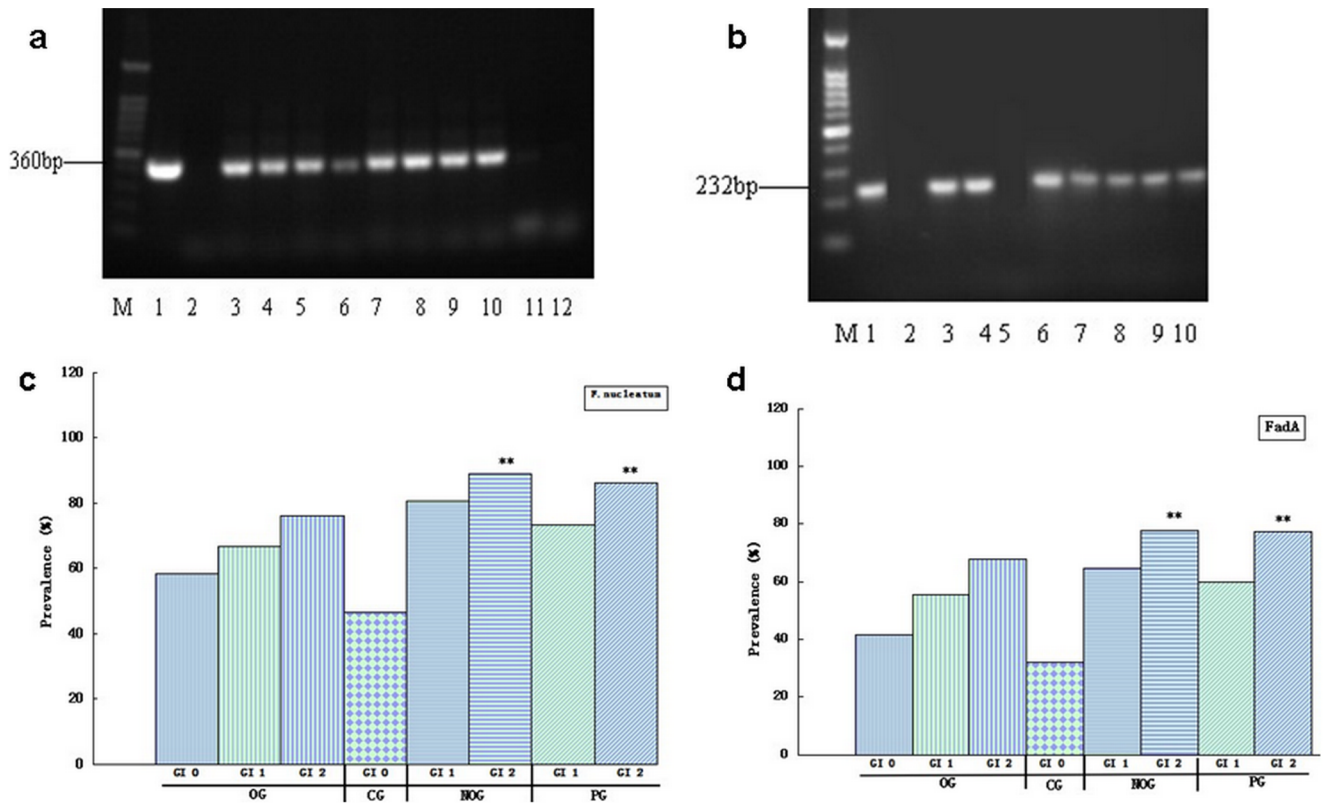 a
360bp
M 1 2 3 4 5 6 7 8 9 10 11 12
b
232bp
M 1 2 3 4 5 6 7 8 9 10
c
F.nucleatum
Prevalence (%)
120
100
80
60
40
20
0
** **
GI 0 GI 1 GI 2 GI 0 GI 1 GI 2 GI 1 GI 2
OG CG NOG PG
d
FadA
Prevalence (%)
120
100
80
60
40
20
0
** **
GI 0 GI 1 GI 2 GI 0 GI 1 GI 2 GI 1 GI 2
OG CG NOG PG